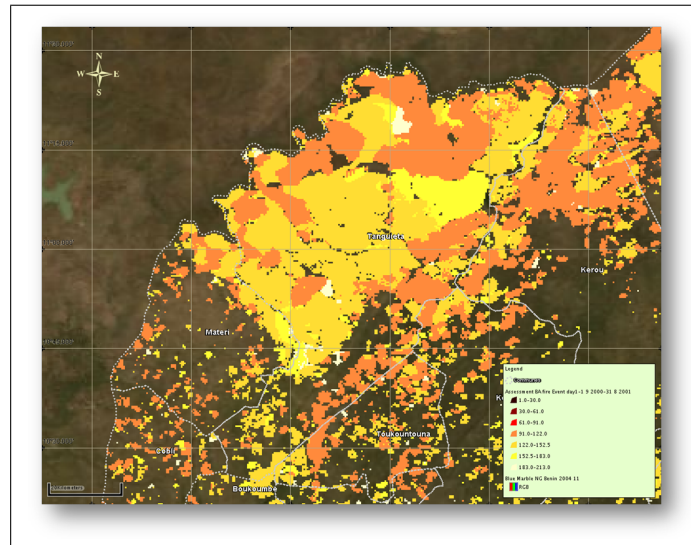 N
W E
S
Tanguieta
Kerou
Materi
Cobli
Toukountouna
Boukoumbe
Legend
Communes
Assessment BA fire Event day1-1 9 2000-31 8 2001
1.0-30.0
30.0-61.0
61.0-91.0
91.0-122.0
122.0-152.5
152.5-183.0
183.0-213.0
Blue Marble NG Benin 2004 11
RGB